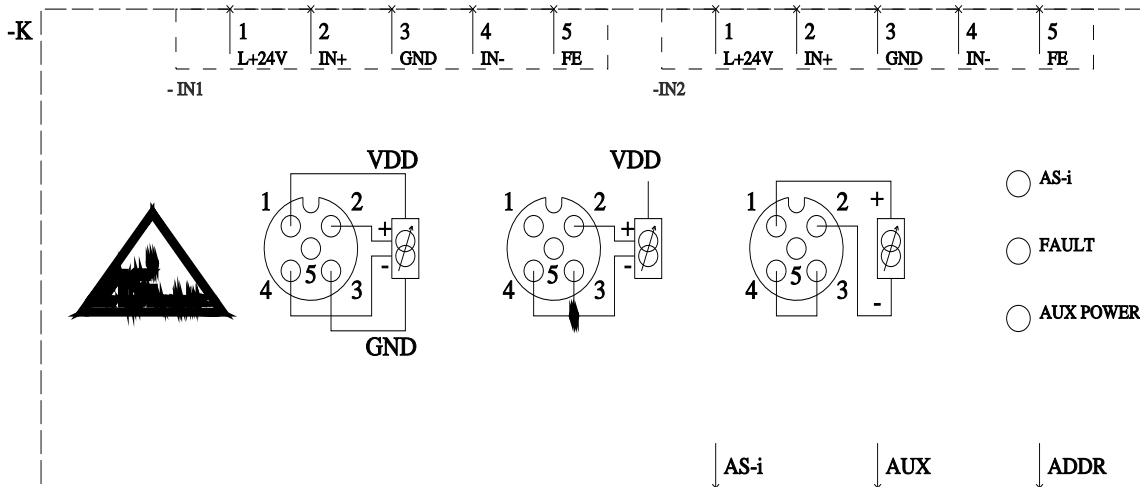 -K
1 2 3 4 5
L+24V IN+ GND IN- FE
- IN1
1 2 3 4 5
L+24V IN+ GND IN- FE
-IN2
VDD
1 2
+
-
5
4 3
GND
VDD
1 2
+
-
5
4 3
1 2
+
5
4 3
-
AS-i
FAULT
AUX POWER
AS-i
AUX
ADDR